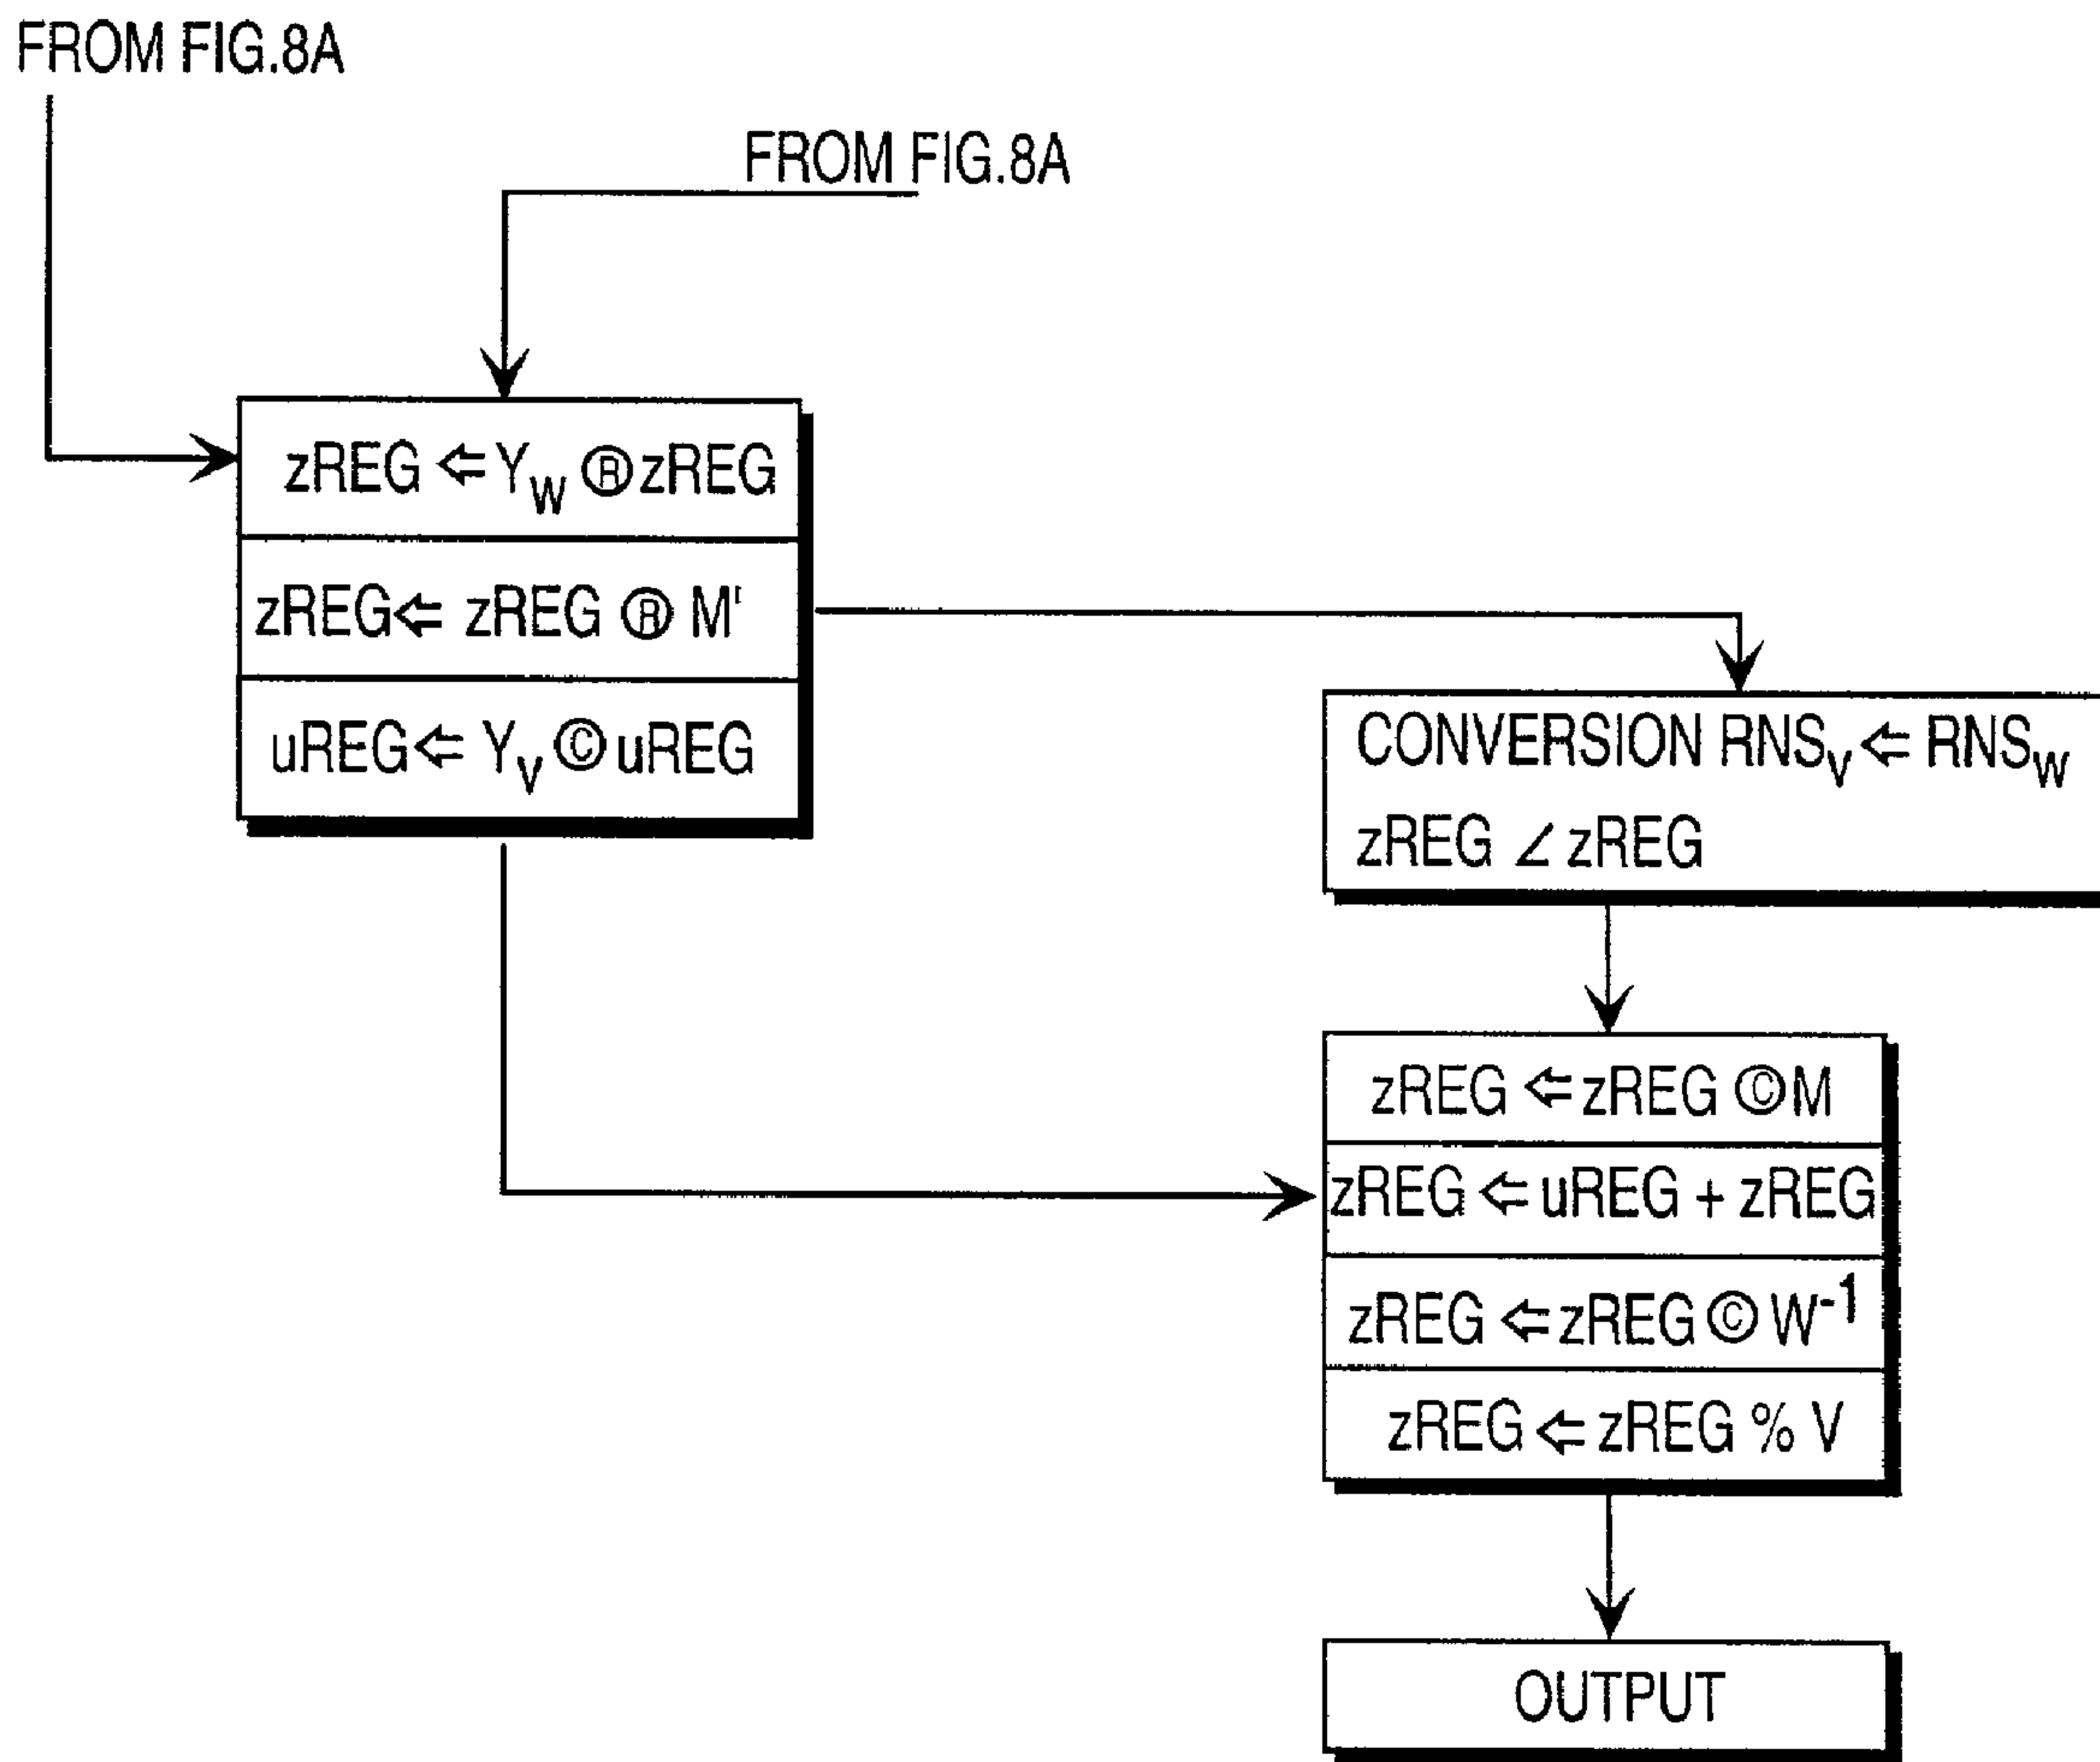 FROM FIG.8A
FROM FIG.8A
zREG ⇐ Y_W ®zREG
zREG⇐ zREG ® M'
uREG⇐ Y_V ©uREG
CONVERSION RNS_V⇐ RNS_W
zREG ∠ zREG
zREG ⇐zREG ©M
zREG ⇐uREG + zREG
zREG ⇐zREG © W⁻¹
zREG ⇐zREG % V
OUTPUT